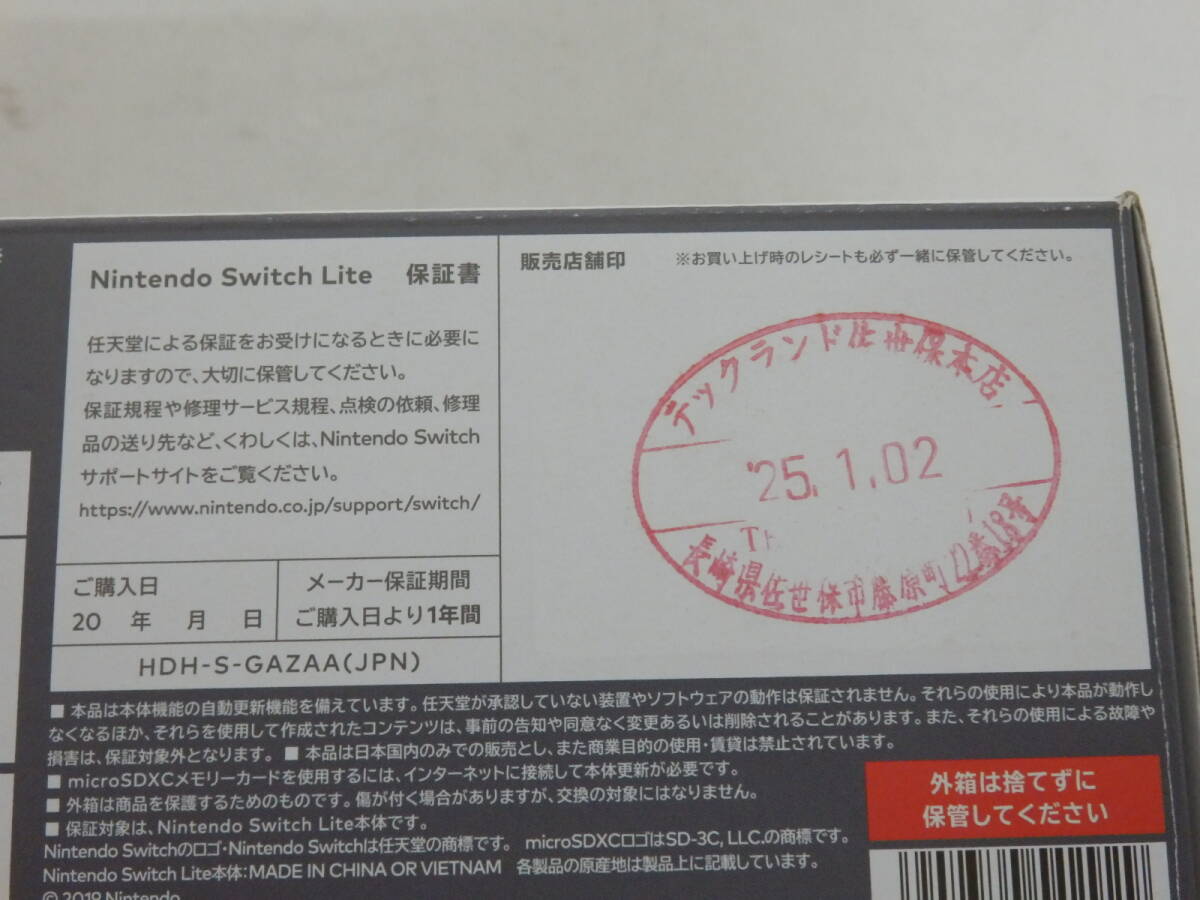 Nintendo Switch Lite 保証書
任天堂による保証をお受けになるときに必要に
なりますので、大切に保管してください。
保証規程や修理サービス規程、点検の依頼、修理
品の送り先など、くわしくは、Nintendo Switch
サポートサイトをご覧ください。
https://www.nintendo.co.jp/support/switch/
ご購入日
20 年 月 日
メーカー保証期間
ご購入日より1年間
HDH-S-GAZAA(JPN)
販売店舗印 ※お買い上げ時のレシートも必ず一緒に保管してください。
テックランド佐世保本店
'25.1.02
長崎県佐世保市藤原町22番18号
■ 本品は本体機能の自動更新機能を備えています。任天堂が承認していない装置やソフトウェアの動作は保証されません。それらの使用により本品が動作し
なくなるほか、それらを使用して作成されたコンテンツは、事前の告知や同意なく変更あるいは削除されることがあります。また、それらの使用による故障や
損害は、保証対象外となります。 ■ 本品は日本国内のみでの販売とし、また商業目的の使用・賃貸は禁止されています。
■ microSDXCメモリーカードを使用するには、インターネットに接続して本体更新が必要です。
■ 外箱は商品を保護するためのものです。傷が付く場合がありますが、交換の対象にはなりません。
■ 保証対象は、Nintendo Switch Lite本体です。
Nintendo Switchのロゴ・Nintendo Switchは任天堂の商標です。 microSDXCロゴはSD-3C, LLC.の商標です。
Nintendo Switch Lite本体：MADE IN CHINA OR VIETNAM 各製品の原産地は製品上に記載しています。
© 2019 Nintendo
外箱は捨てずに
保管してください